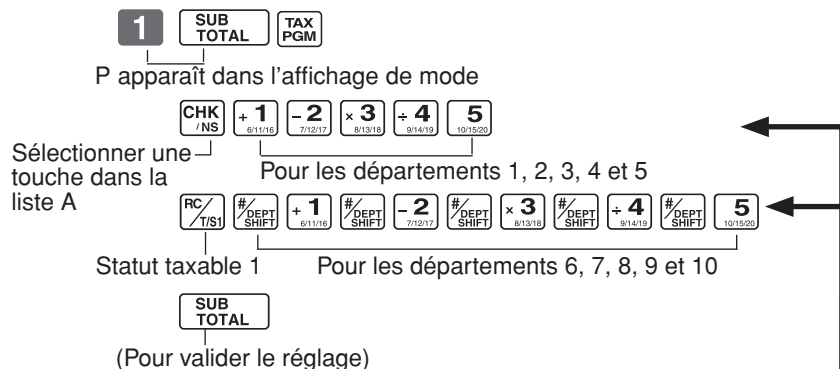 1 SUB TOTAL TAX PGM
P apparaît dans l'affichage de mode
CHK /NS + 1 6/11/16 - 2 7/12/17 × 3 8/13/18 ÷ 4 9/14/19 5 10/15/20
Sélectionner une touche dans la liste A
Pour les départements 1, 2, 3, 4 et 5
RC/T/S1 #/DEPT SHIFT + 1 6/11/16 #/DEPT SHIFT - 2 7/12/17 #/DEPT SHIFT × 3 8/13/18 #/DEPT SHIFT ÷ 4 9/14/19 #/DEPT SHIFT 5 10/15/20
Statut taxable 1 Pour les départements 6, 7, 8, 9 et 10
SUB TOTAL
(Pour valider le réglage)